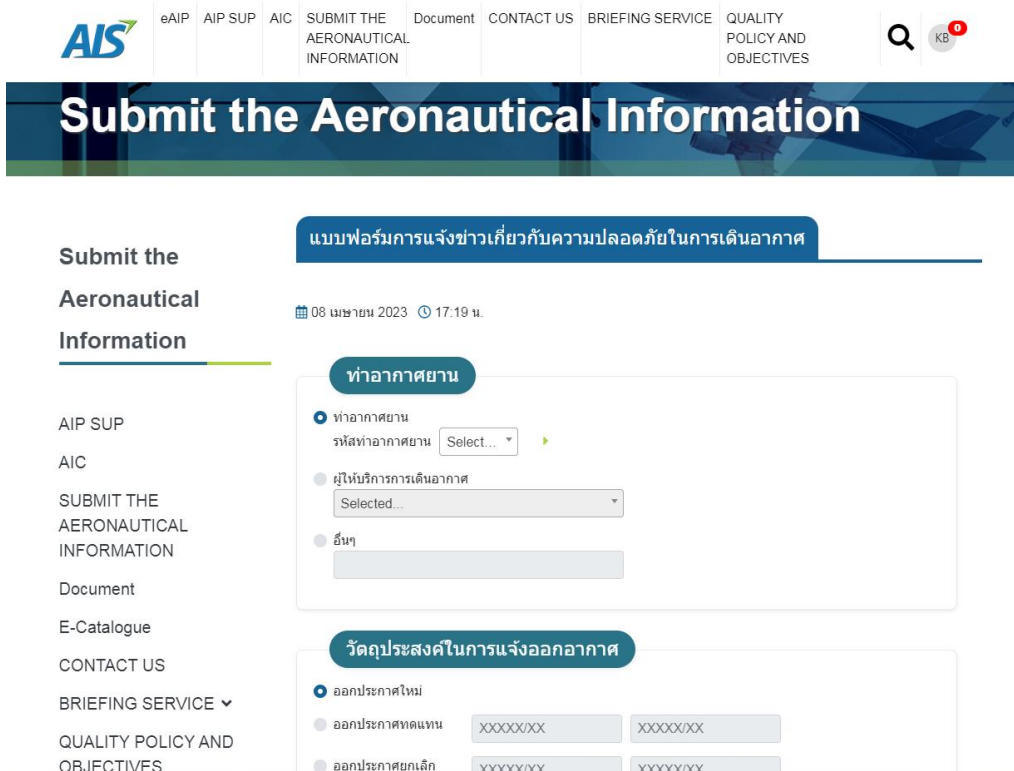 AIS
eAIP
AIP SUP
AIC
SUBMIT THE
AERONAUTICAL
INFORMATION
Document
CONTACT US
BRIEFING SERVICE
QUALITY
POLICY AND
OBJECTIVES
KB
0
Submit the Aeronautical Information
Submit the
Aeronautical
Information
AIP SUP
AIC
SUBMIT THE
AERONAUTICAL
INFORMATION
Document
E-Catalogue
CONTACT US
BRIEFING SERVICE
QUALITY POLICY AND
OBJECTIVES
แบบฟอร์มการแจ้งข่าวเกี่ยวกับความปลอดภัยในการเดินอากาศ
08 เมษายน 2023 17:19 น.
ท่าอากาศยาน
ท่าอากาศยาน
รหัสท่าอากาศยาน Select...
ผู้ให้บริการการเดินอากาศ
Selected...
อื่นๆ
วัตถุประสงค์ในการแจ้งออกอากาศ
ออกประกาศใหม่
ออกประกาศทดแทน XXXXX/XX XXXXX/XX
ออกประกาศยกเลิก XXXXX/XX XXXXX/XX